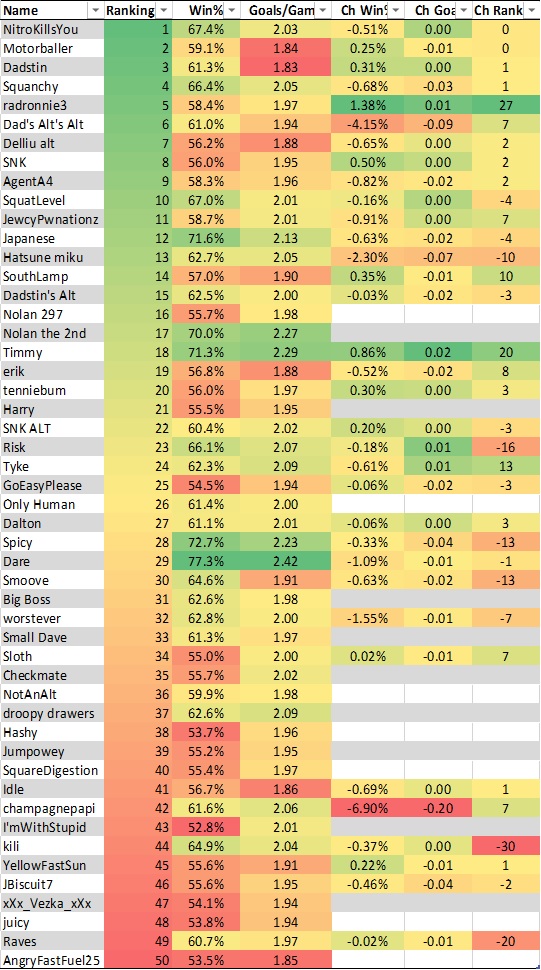 Name Ranking Win% Goals/Gam Ch Win% Ch Goa Ch Rank
NitroKillsYou 1 67.4% 2.03 -0.51% 0.00 0
Motorballer 2 59.1% 1.84 0.25% -0.01 0
Dadstin 3 61.3% 1.83 0.31% 0.00 1
Squanchy 4 66.4% 2.05 -0.68% -0.03 1
radronnie3 5 58.4% 1.97 1.38% 0.01 27
Dad's Alt's Alt 6 61.0% 1.94 -4.15% -0.09 7
Delliu alt 7 56.2% 1.88 -0.65% 0.00 2
SNK 8 56.0% 1.95 0.50% 0.00 2
AgentA4 9 58.3% 1.96 -0.82% -0.02 2
SquatLevel 10 67.0% 2.01 -0.16% 0.00 -4
JewcyPwnationz 11 58.7% 2.01 -0.91% 0.00 7
Japanese 12 71.6% 2.13 -0.63% -0.02 -4
Hatsune miku 13 62.7% 2.05 -2.30% -0.07 -10
SouthLamp 14 57.0% 1.90 0.35% -0.01 10
Dadstin's Alt 15 62.5% 2.00 -0.03% -0.02 -3
Nolan 297 16 55.7% 1.98
Nolan the 2nd 17 70.0% 2.27
Timmy 18 71.3% 2.29 0.86% 0.02 20
erik 19 56.8% 1.88 -0.52% -0.02 8
tenniebum 20 56.0% 1.97 0.30% 0.00 3
Harry 21 55.5% 1.95
SNK ALT 22 60.4% 2.02 0.20% 0.00 -3
Risk 23 66.1% 2.07 -0.18% 0.01 -16
Tyke 24 62.3% 2.09 -0.61% 0.01 13
GoEasyPlease 25 54.5% 1.94 -0.06% -0.02 -3
Only Human 26 61.4% 2.00
Dalton 27 61.1% 2.01 -0.06% 0.00 3
Spicy 28 72.7% 2.23 -0.33% -0.04 -13
Dare 29 77.3% 2.42 -1.09% -0.01 -1
Smoove 30 64.6% 1.91 -0.63% -0.02 -13
Big Boss 31 62.6% 1.98
worstever 32 62.8% 2.00 -1.55% -0.01 -7
Small Dave 33 61.3% 1.97
Sloth 34 55.0% 2.00 0.02% -0.01 7
Checkmate 35 55.7% 2.02
NotAnAlt 36 59.9% 1.98
droopy drawers 37 62.6% 2.09
Hashy 38 53.7% 1.96
Jumpowey 39 55.2% 1.95
SquareDigestion 40 55.4% 1.97
Idle 41 56.7% 1.86 -0.69% 0.00 1
champagnepapi 42 61.6% 2.06 -6.90% -0.20 7
I'mWithStupid 43 52.8% 2.01
kili 44 64.9% 2.04 -0.37% 0.00 -30
YellowFastSun 45 55.6% 1.91 0.22% -0.01 1
JBiscuit7 46 55.6% 1.95 -0.46% -0.04 -2
xXx_Vezka_xXx 47 54.1% 1.94
juicy 48 53.8% 1.94
Raves 49 60.7% 1.97 -0.02% -0.01 -20
AngryFastFuel25 50 53.5% 1.85